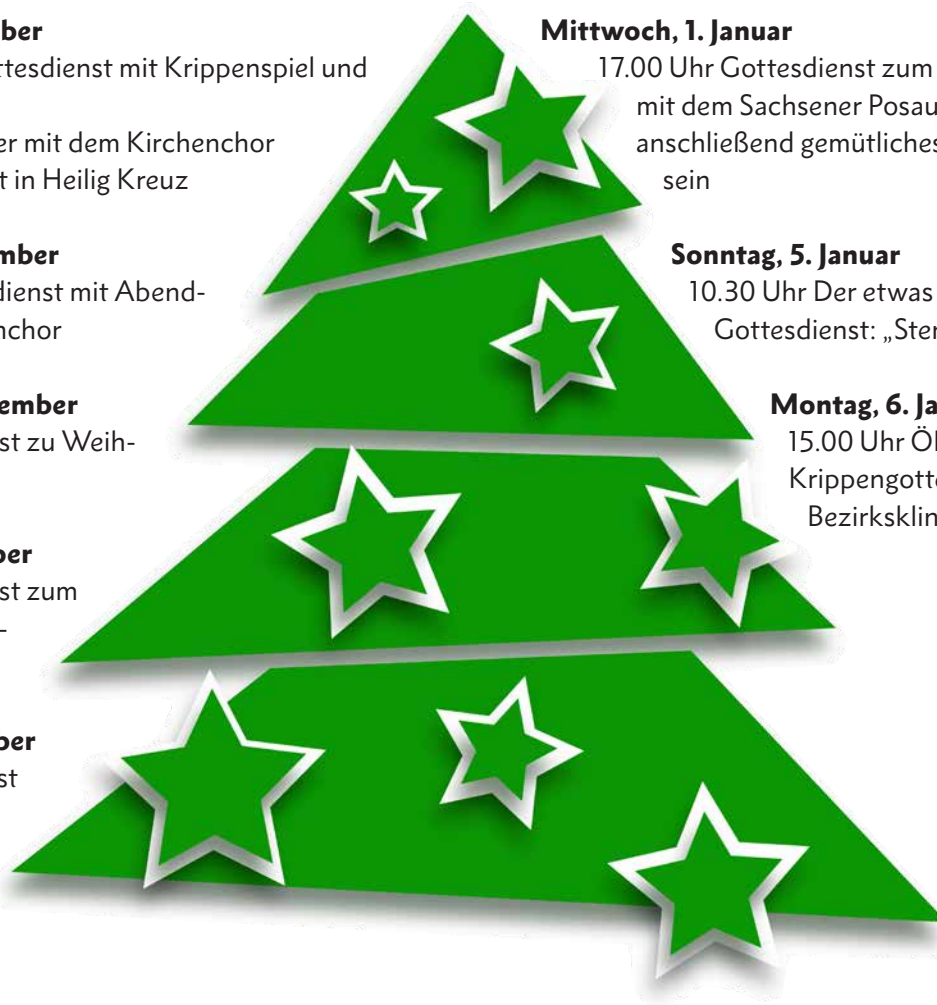 ber
ttesdienst mit Krippenspiel und
er mit dem Kirchenchor
t in Heilig Kreuz
mber
dienst mit Abend-
nchor
ember
st zu Weih-
ber
st zum
-
ber
st
Mittwoch, 1. Januar
17.00 Uhr Gottesdienst zum
mit dem Sachsener Posau
anschließend gemütliches
sein
Sonntag, 5. Januar
10.30 Uhr Der etwas
Gottesdienst: „Ster
Montag, 6. Ja
15.00 Uhr Ö
Krippengott
Bezirksklin